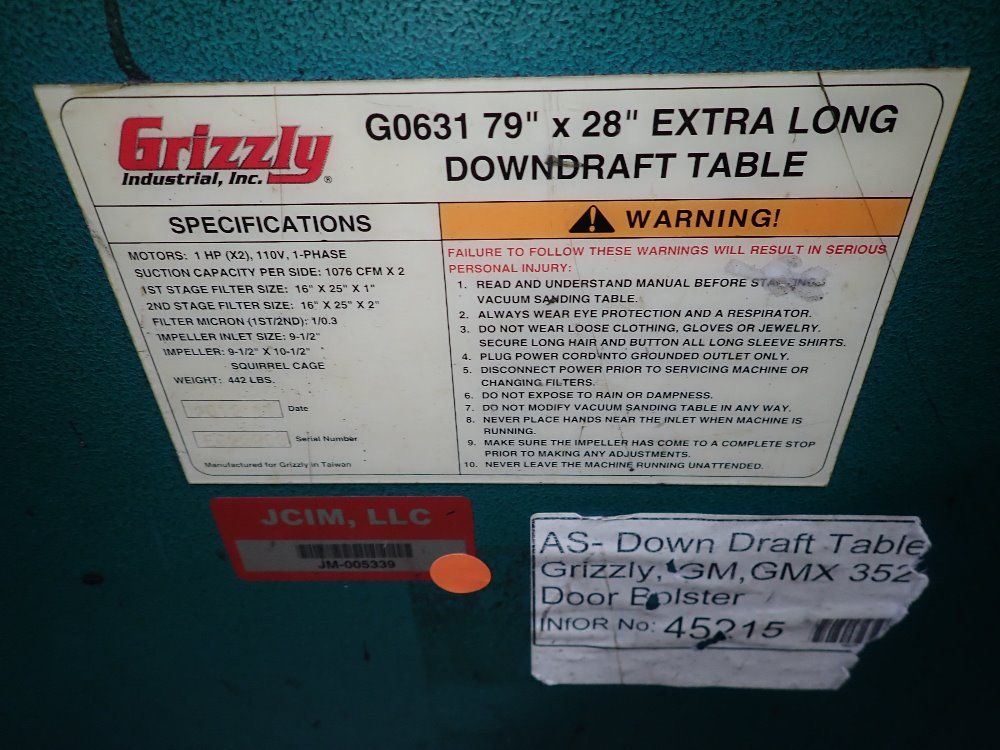 Grizzly
Industrial, Inc.®
G0631 79" x 28" EXTRA LONG
DOWNDRAFT TABLE
SPECIFICATIONS
MOTORS: 1 HP (X2), 110V, 1-PHASE
SUCTION CAPACITY PER SIDE: 1076 CFM X 2
1ST STAGE FILTER SIZE: 16" X 25" X 1"
2ND STAGE FILTER SIZE: 16" X 25" X 2"
FILTER MICRON (1ST/2ND): 1/0.3
IMPELLER INLET SIZE: 9-1/2"
IMPELLER: 9-1/2" X 10-1/2"
SQUIRREL CAGE
WEIGHT: 442 LBS.
Date
Serial Number
Manufactured for Grizzly in Taiwan
WARNING!
FAILURE TO FOLLOW THESE WARNINGS WILL RESULT IN SERIOUS
PERSONAL INJURY:
1. READ AND UNDERSTAND MANUAL BEFORE
VACUUM SANDING TABLE.
2. ALWAYS WEAR EYE PROTECTION AND A RESPIRATOR.
3. DO NOT WEAR LOOSE CLOTHING, GLOVES OR JEWELRY.
SECURE LONG HAIR AND BUTTON ALL LONG SLEEVE SHIRTS.
4. PLUG POWER CORD INTO GROUNDED OUTLET ONLY.
5. DISCONNECT POWER PRIOR TO SERVICING MACHINE OR
CHANGING FILTERS.
6. DO NOT EXPOSE TO RAIN OR DAMPNESS.
7. DO NOT MODIFY VACUUM SANDING TABLE IN ANY WAY.
8. NEVER PLACE HANDS NEAR THE INLET WHEN MACHINE IS
RUNNING.
9. MAKE SURE THE IMPELLER HAS COME TO A COMPLETE STOP
PRIOR TO MAKING ANY ADJUSTMENTS.
10. NEVER LEAVE THE MACHINE RUNNING UNATTENDED.
JCIM, LLC
JM-005339
AS- Down Draft Table
Grizzly, GM, GMX 352
Door Bolster
INfOR No: 45215